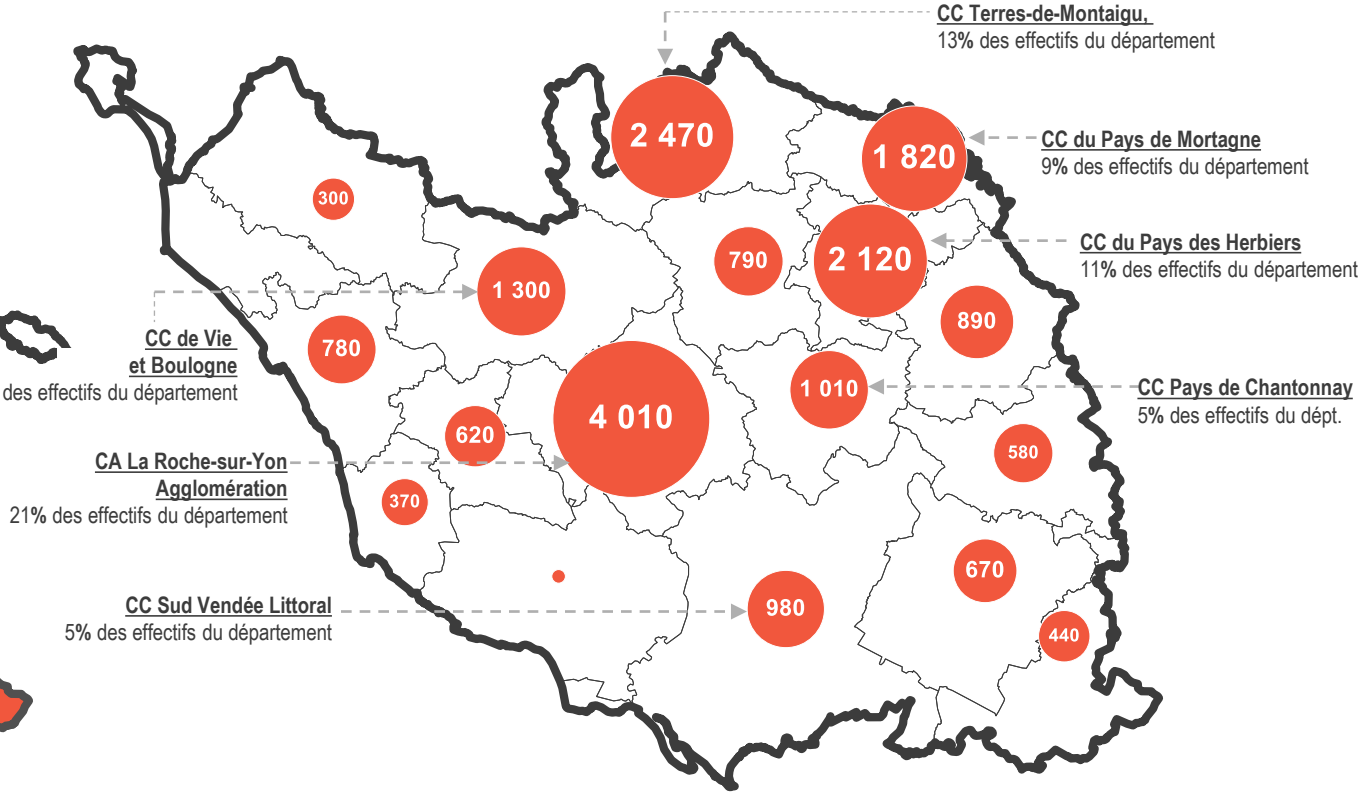 CC Terres-de-Montaigu,
13% des effectifs du département
2 470
CC du Pays de Mortagne
9% des effectifs du département
1 820
300
CC du Pays des Herbiers
11% des effectifs du département
790
2 120
1 300
890
CC de Vie
et Boulogne
des effectifs du département
780
CC Pays de Chantonnay
5% des effectifs du dépt.
1 010
4 010
620
580
CA La Roche-sur-Yon
Agglomération
21% des effectifs du département
370
670
CC Sud Vendée Littoral
5% des effectifs du département
980
440